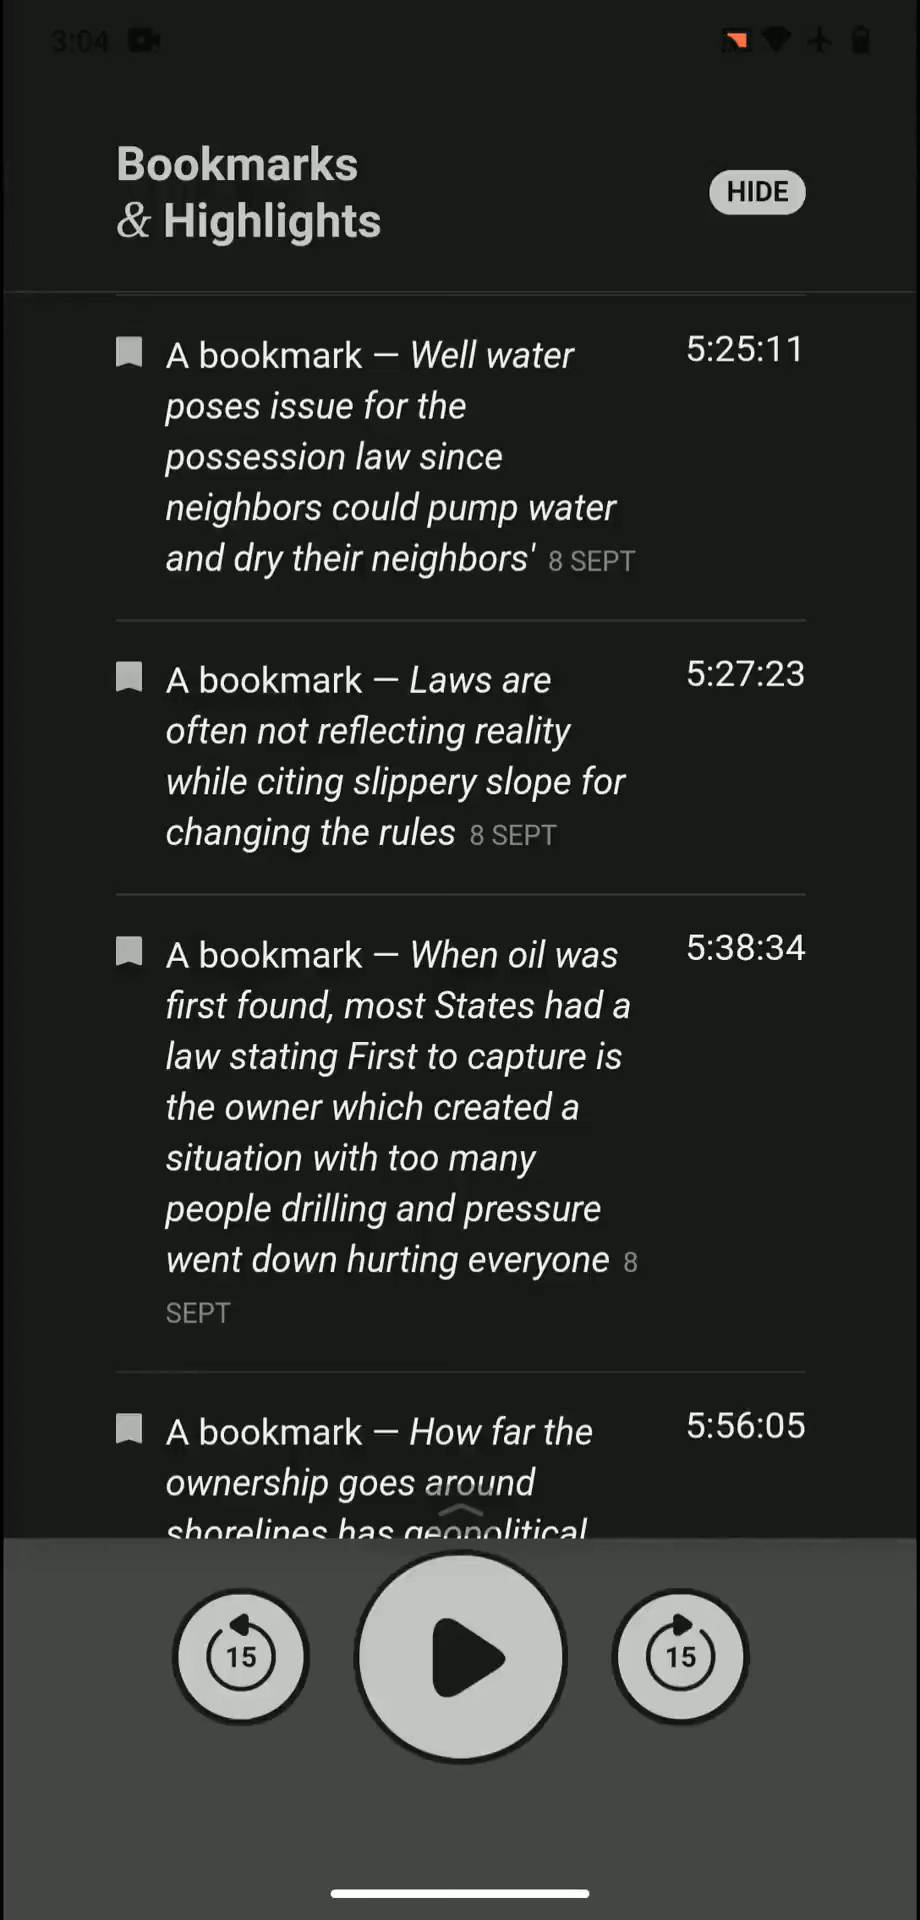 3:04
Bookmarks
& Highlights
HIDE
A bookmark — Well water
5:25:11
poses issue for the
possession law since
neighbors could pump water
and dry their neighbors' 8 SEPT
A bookmark — Laws are
5:27:23
often not reflecting reality
while citing slippery slope for
changing the rules 8 SEPT
A bookmark — When oil was
5:38:34
first found, most States had a
law stating First to capture is
the owner which created a
situation with too many
people drilling and pressure
went down hurting everyone 8
SEPT
A bookmark — How far the
5:56:05
ownership goes around
shorelines has geopolitical
15
15